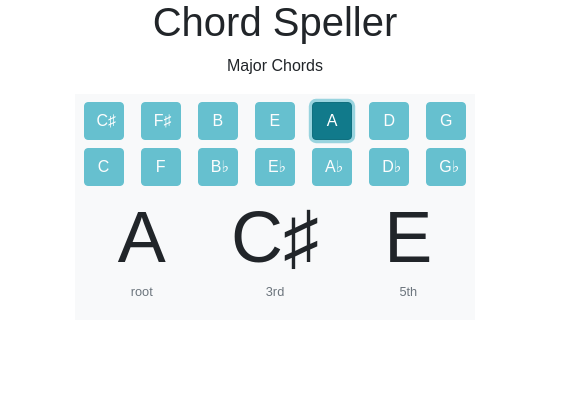 Chord Speller
Major Chords
C♯ F♯ B E A D G
C F B♭ E♭ A♭ D♭ G♭
A C♯ E
root 3rd 5th